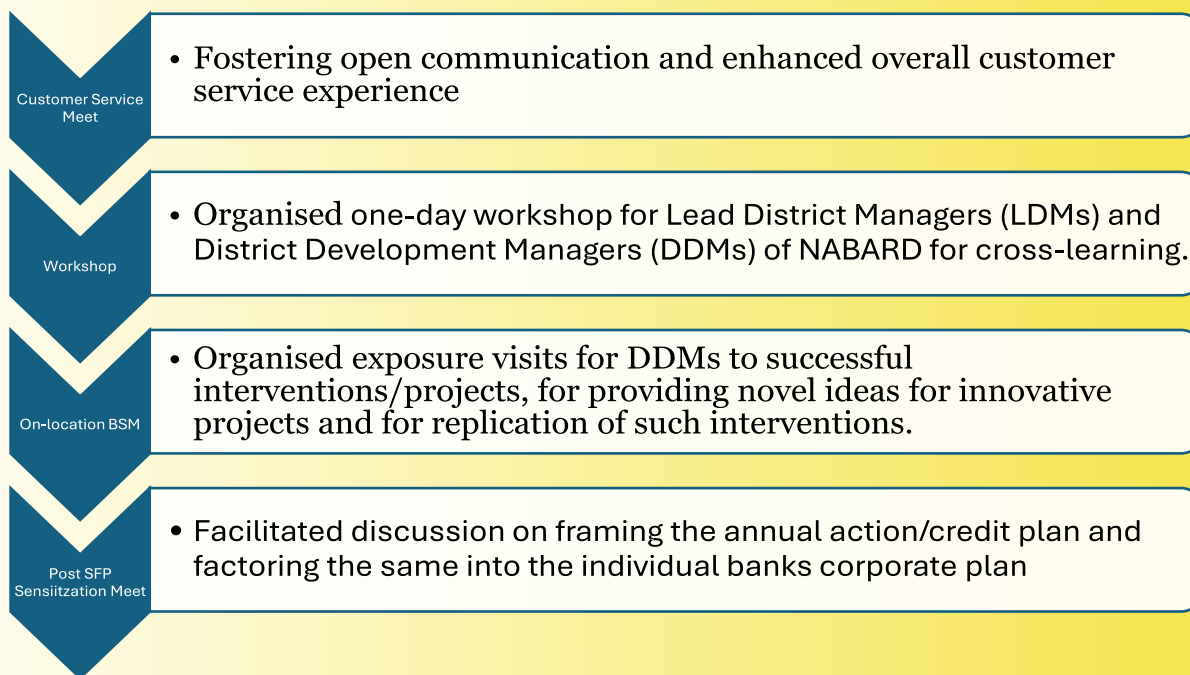 Customer Service
Meet
• Fostering open communication and enhanced overall customer
service experience
Workshop
• Organised one-day workshop for Lead District Managers (LDMs) and
District Development Managers (DDMs) of NABARD for cross-learning.
On-location BSM
• Organised exposure visits for DDMs to successful
interventions/projects, for providing novel ideas for innovative
projects and for replication of such interventions.
Post SFP
Sensiitzation Meet
• Facilitated discussion on framing the annual action/credit plan and
factoring the same into the individual banks corporate plan